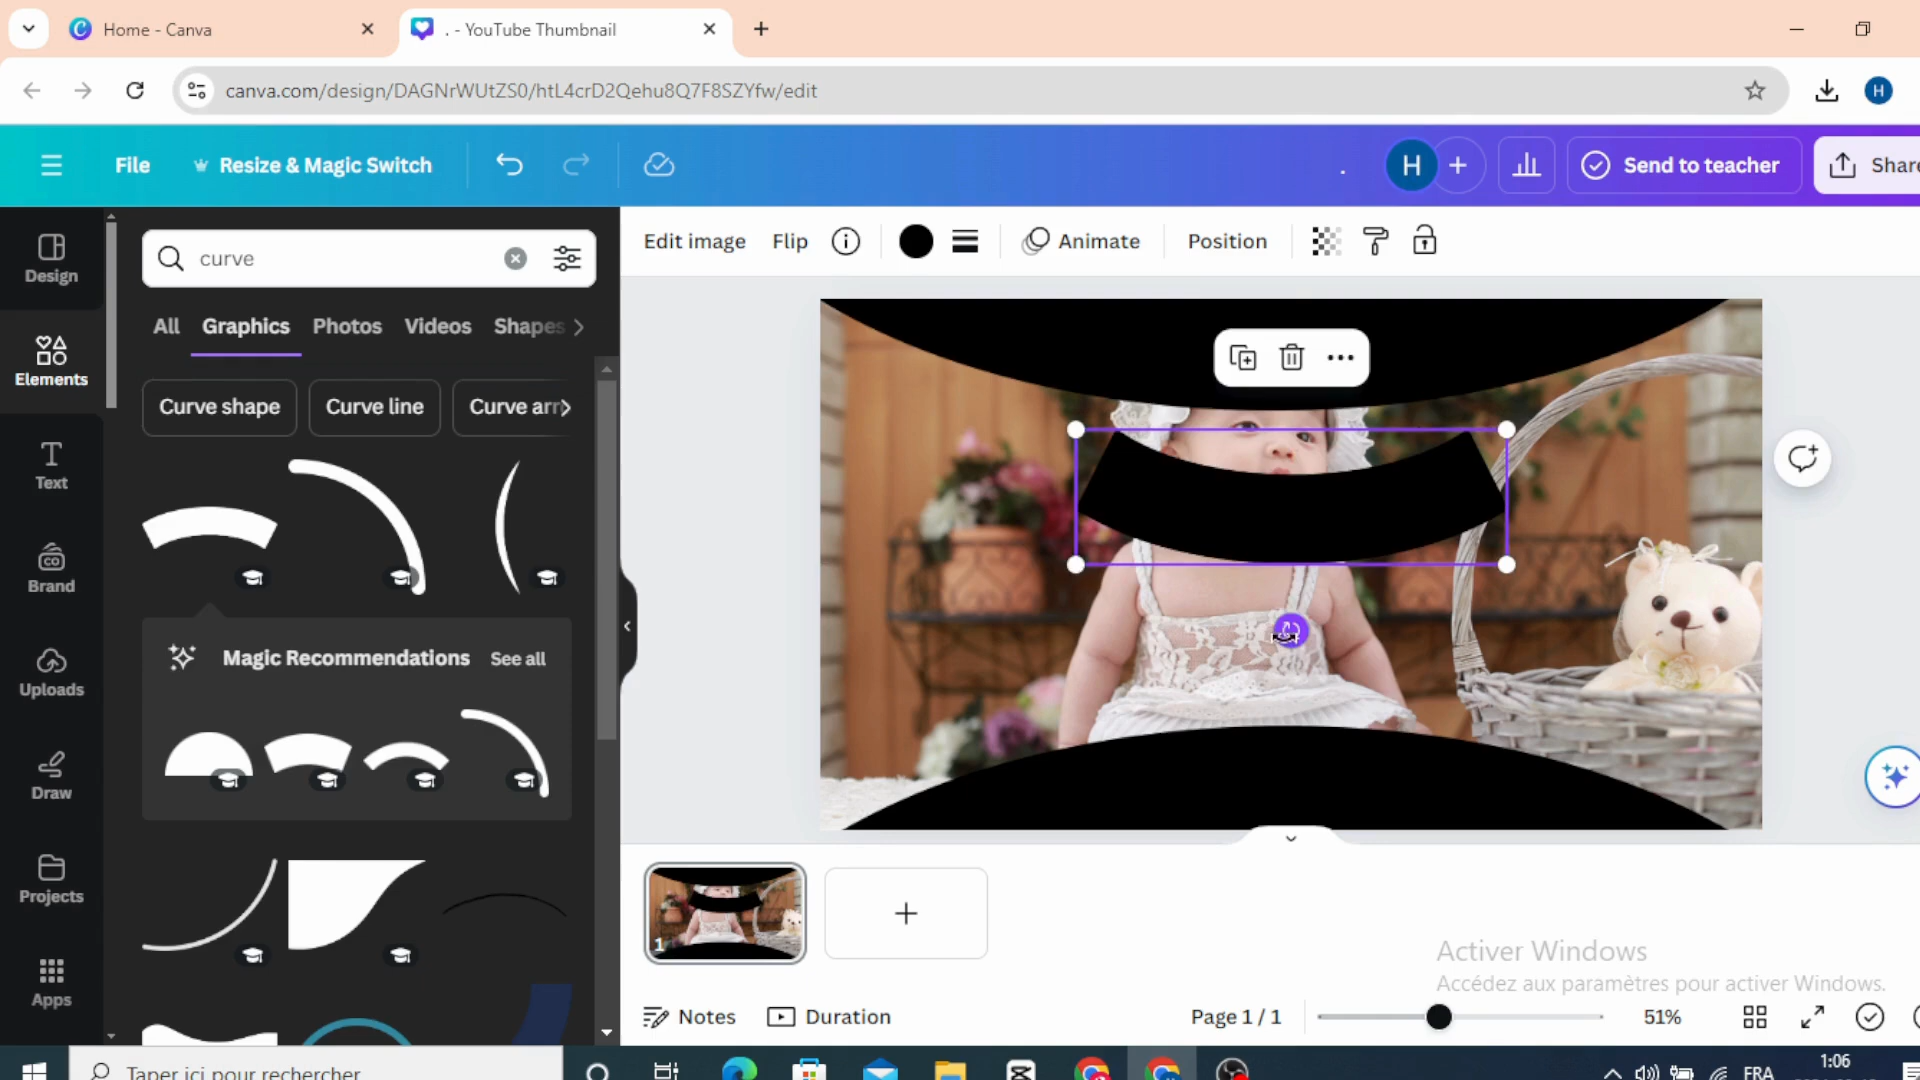 Home - Canva
. - YouTube Thumbnail
canva.com/design/DAGNrWUtZS0/htL4crD2Qehu8Q7F8SZYfw/edit
File
Resize & Magic Switch
.
H
Send to teacher
Share
Design
Elements
Text
Brand
Uploads
Draw
Projects
Apps
curve
All
Graphics
Photos
Videos
Shapes
Curve shape
Curve line
Curve arr
Magic Recommendations
See all
Edit image
Flip
Animate
Position
1
Activer Windows
Accédez aux paramètres pour activer Windows.
Notes
Duration
Page 1 / 1
51%
Taper ici pour rechercher
FRA
1:06